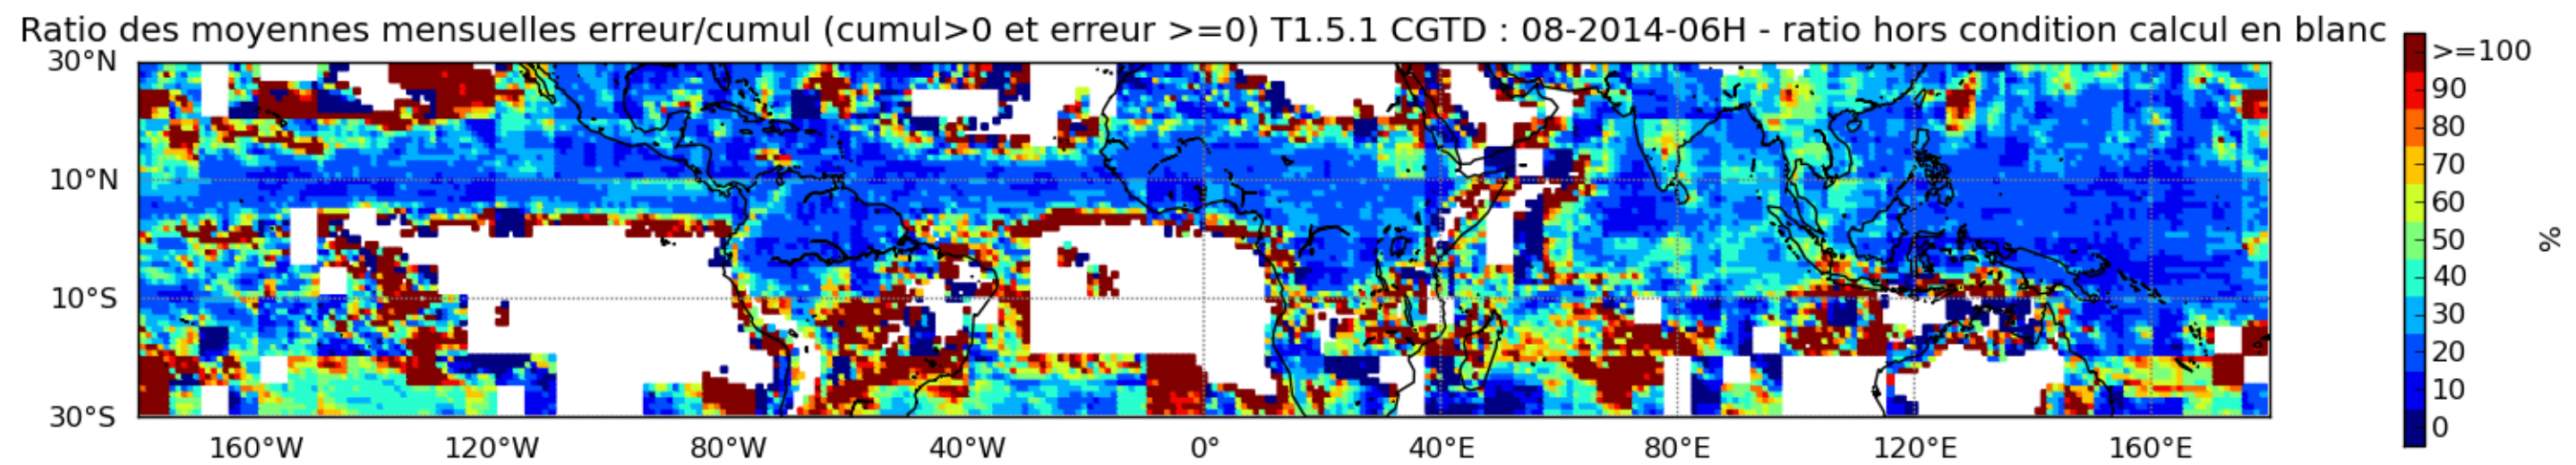 Ratio des moyennes mensuelles erreur/cumul (cumul>0 et erreur >=0) T1.5.1 CGTD : 08-2014-06H - ratio hors condition calcul en blanc
30°N
10°N
10°S
30°S
160°W 120°W 80°W 40°W 0° 40°E 80°E 120°E 160°E
>=100
90
80
70
60
50
40
30
20
10
0
%